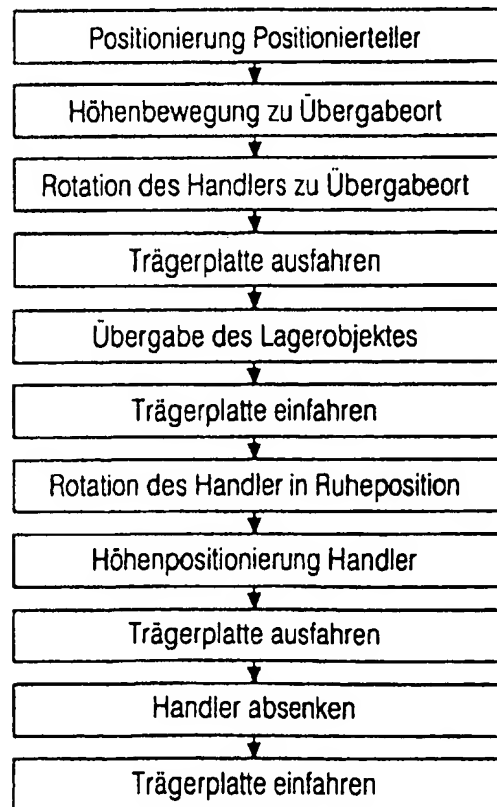 Positionierung Positionierteller
Höhenbewegung zu Übergabeort
Rotation des Handlers zu Übergabeort
Trägerplatte ausfahren
Übergabe des Lagerobjektes
Trägerplatte einfahren
Rotation des Handler in Ruheposition
Höhenpositionierung Handler
Trägerplatte ausfahren
Handler absenken
Trägerplatte einfahren